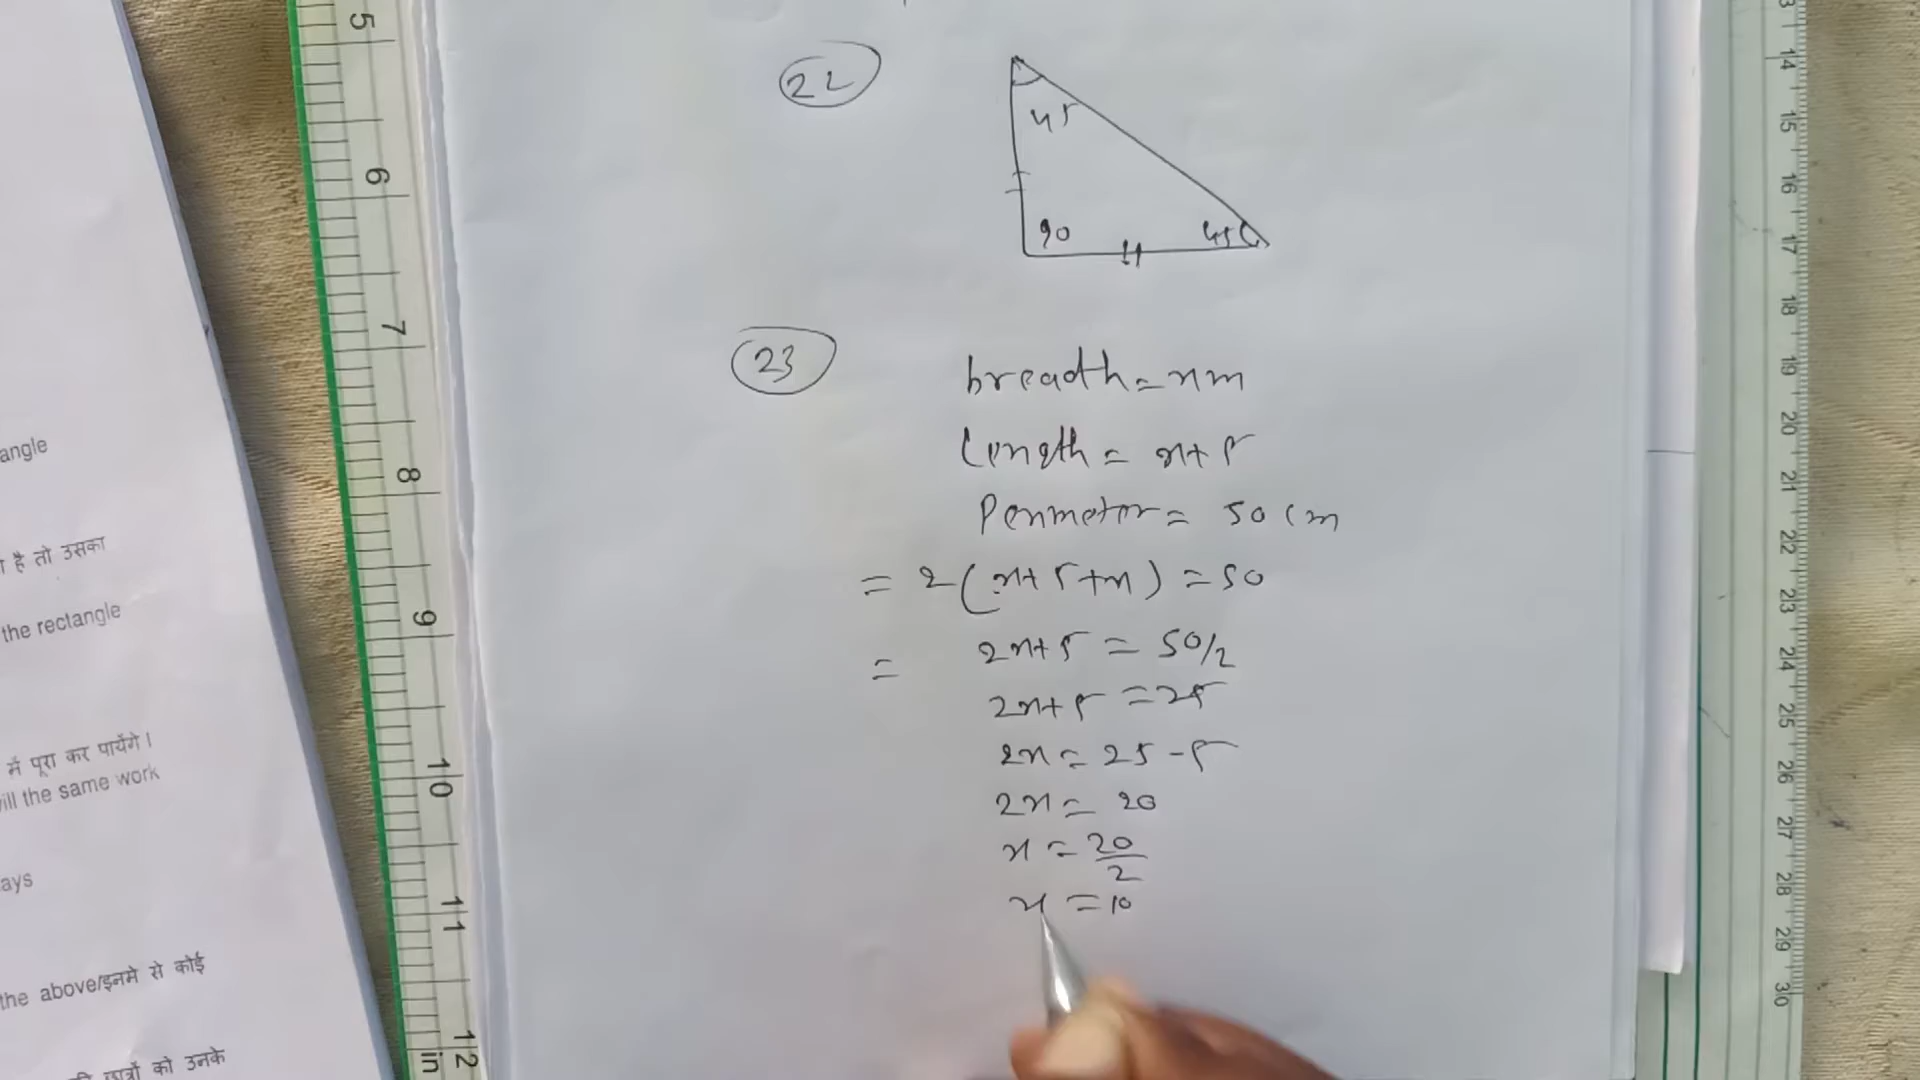 angle
है तो उसका
the rectangle
में पूरा कर पायेंगे।
will the same work
ays
the above/इनमे से कोई
छात्रों को उनके
5
6
7
8
9
10
11
12
in
22
45
90
45
23
breadth = xm
Length = x+5
Perimeter = 50 cm
= 2(x+5+x) = 50
= 2x+5 = 50/2
2x+5 = 25
2x = 25-5
2x = 20
x = 20/2
x = 10
13
14
15
16
17
18
19
20
21
22
23
24
25
26
27
28
29
30